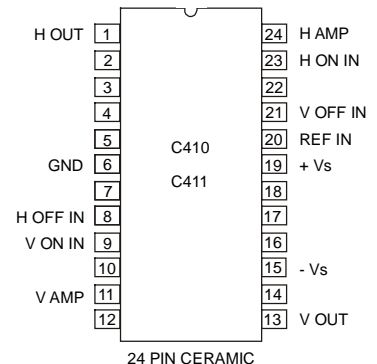 H OUT 1 24 H AMP
2 23 H ON IN
3 22
4 21 V OFF IN
5 20 REF IN
C410
GND 6 19 + Vs
C411
7 18
H OFF IN 8 17
V ON IN 9 16
10 15 - Vs
V AMP 11 14
12 13 V OUT
24 PIN CERAMIC